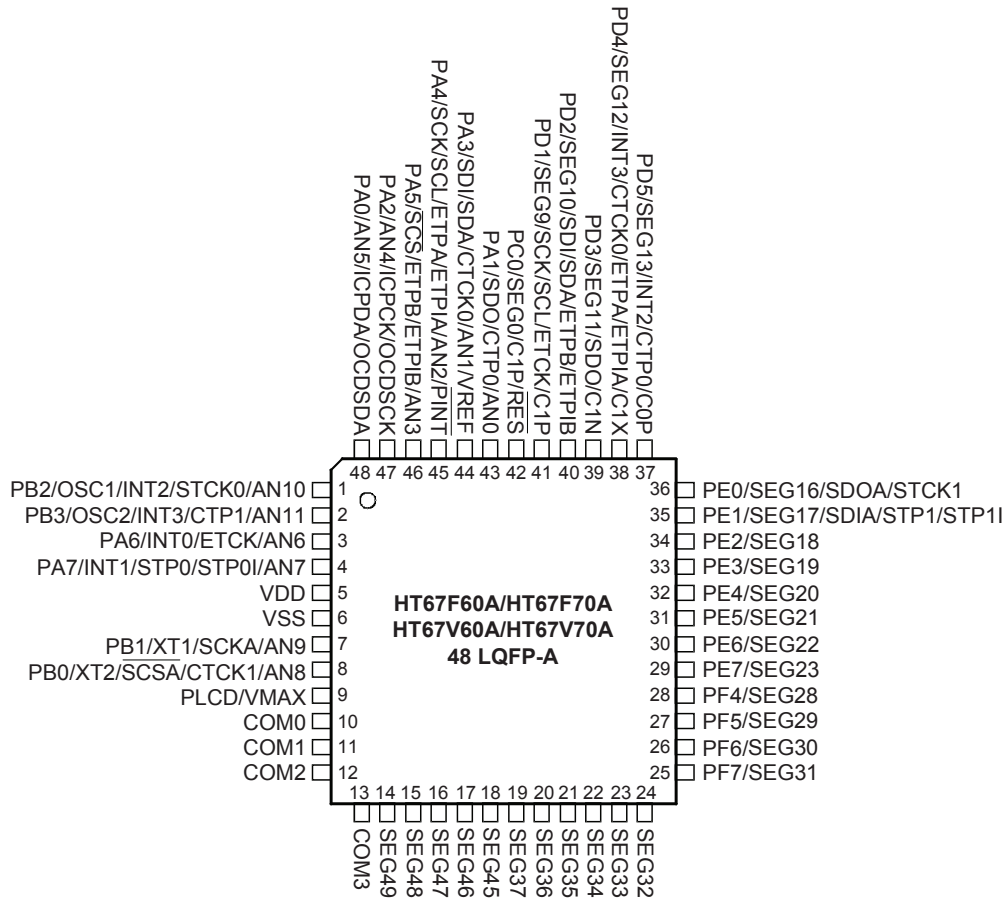 PA0/AN5/ICPDA/OCDSDA
PA2/AN4/ICPCK/OCDSCK
PA5/SCS/ETPB/ETPIB/AN3
PA4/SCK/SCL/ETPA/ETPIA/AN2/PINT
PA3/SDI/SDA/CTCK0/AN1/VREF
PA1/SDO/CTP0/AN0
PC0/SEG0/C1P/RES
PD1/SEG9/SCK/SCL/ETCK/C1P
PD2/SEG10/SDI/SDA/ETPB/ETPIB
PD3/SEG11/SDO/C1N
PD4/SEG12/INT3/CTCK0/ETPA/ETPIA/C1X
PD5/SEG13/INT2/CTP0/C0P
48 47 46 45 44 43 42 41 40 39 38 37
PB2/OSC1/INT2/STCK0/AN10 1
PB3/OSC2/INT3/CTP1/AN11 2
PA6/INT0/ETCK/AN6 3
PA7/INT1/STP0/STP0I/AN7 4
VDD 5
VSS 6
PB1/XT1/SCKA/AN9 7
PB0/XT2/SCSA/CTCK1/AN8 8
PLCD/VMAX 9
COM0 10
COM1 11
COM2 12
HT67F60A/HT67F70A
HT67V60A/HT67V70A
48 LQFP-A
36 PE0/SEG16/SDOA/STCK1
35 PE1/SEG17/SDIA/STP1/STP1I
34 PE2/SEG18
33 PE3/SEG19
32 PE4/SEG20
31 PE5/SEG21
30 PE6/SEG22
29 PE7/SEG23
28 PF4/SEG28
27 PF5/SEG29
26 PF6/SEG30
25 PF7/SEG31
13 14 15 16 17 18 19 20 21 22 23 24
COM3
SEG49
SEG48
SEG47
SEG46
SEG45
SEG37
SEG36
SEG35
SEG34
SEG33
SEG32